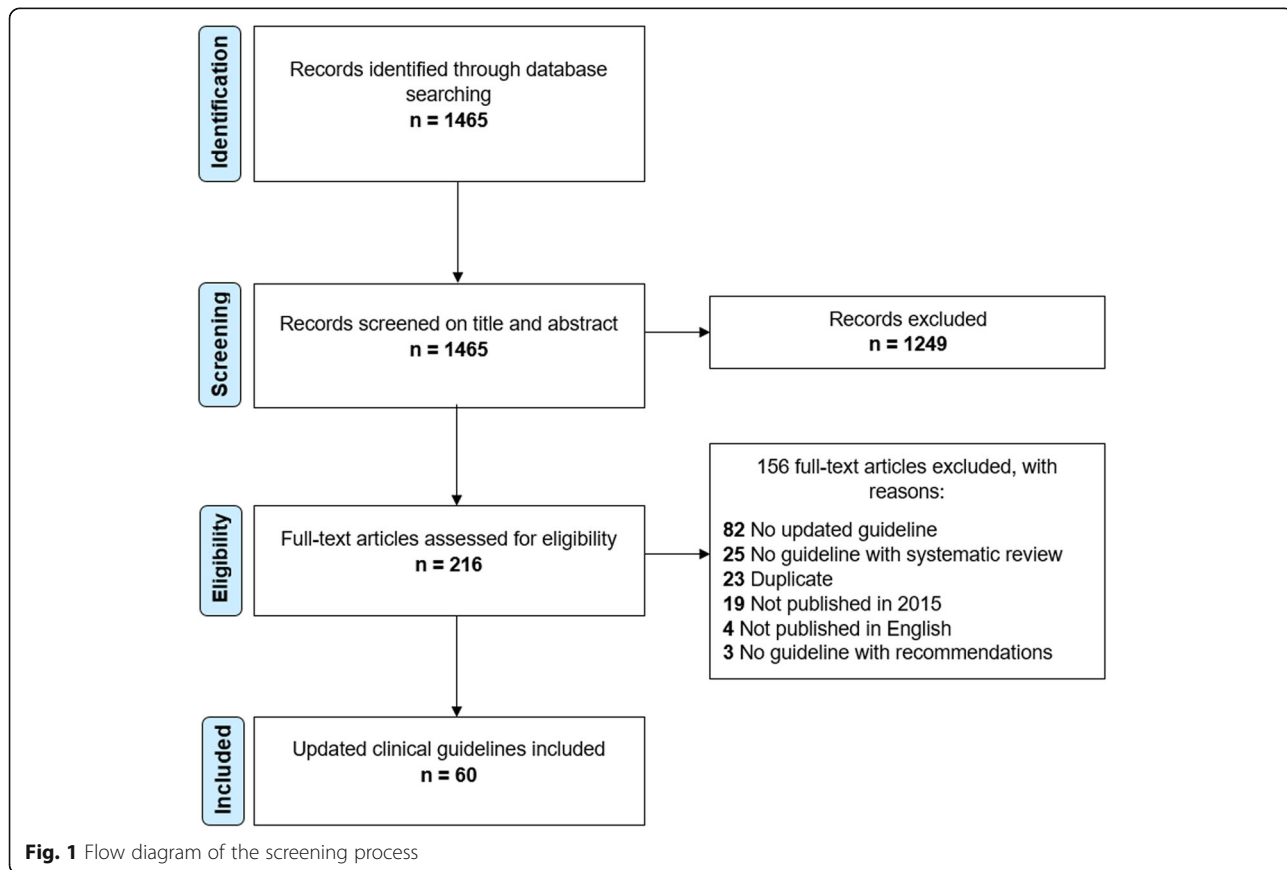 Identification
Records identified through database
searching
n = 1465
Screening
Records screened on title and abstract
n = 1465
Records excluded
n = 1249
Eligibility
Full-text articles assessed for eligibility
n = 216
156 full-text articles excluded, with
reasons:
82 No updated guideline
25 No guideline with systematic review
23 Duplicate
19 Not published in 2015
4 Not published in English
3 No guideline with recommendations
Included
Updated clinical guidelines included
n = 60
Fig. 1 Flow diagram of the screening process